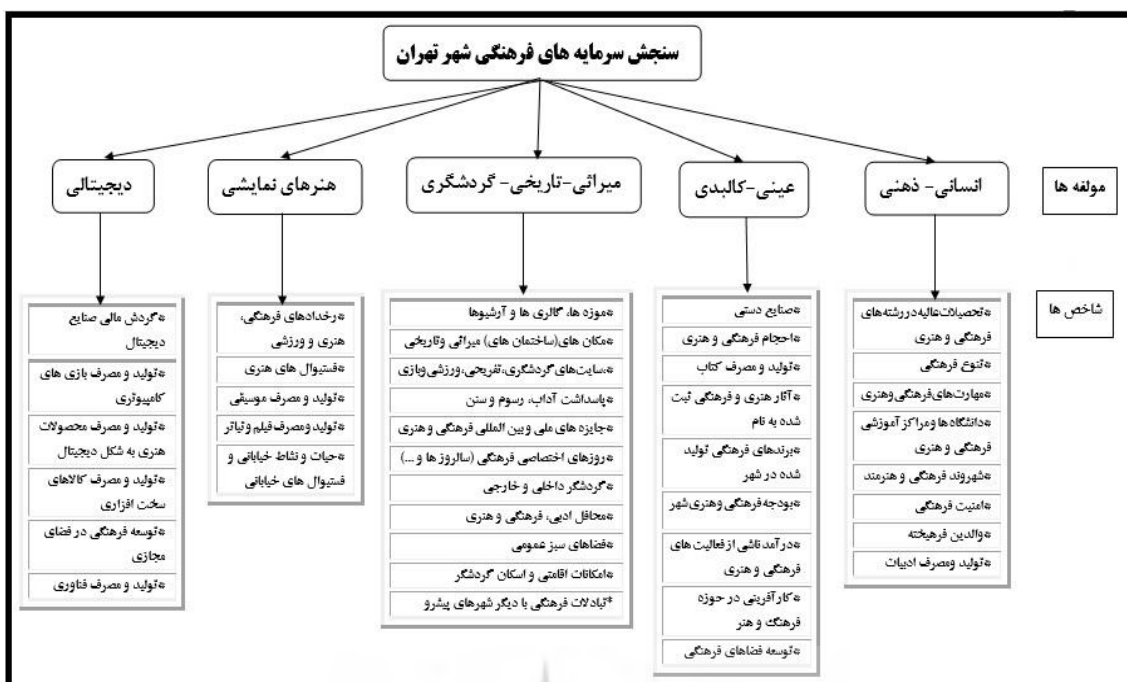 سنجش سرمایه های فرهنگی شهر تهران
مولفه ها
انسانی- ذهنی
عینی-کالبدی
میراثی-تاریخی- گردشگری
هنرهای نمایشی
دیجیتالی
شاخص ها
*تحصیلات عالیه در رشته های
فرهنگی و هنری
*تنوع فرهنگی
*مهارت های فرهنگی و هنری
*دانشگاه ها و مراکز آموزشی
فرهنگی و هنری
*شهروند فرهنگی و هنرمند
*امنیت فرهنگی
*والدین فرهیخته
*تولید ومصرف ادبیات
*صنایع دستی
*احجام فرهنگی و هنری
*تولید و مصرف کتاب
*آثار هنری و فرهنگی ثبت
شده به نام
*برندهای فرهنگی تولید
شده در شهر
*بودجه فرهنگی و هنری شهر
*درآمد ناشی از فعالیت های
فرهنگی و هنری
*کارآفرینی در حوزه
فرهنگ و هنر
*توسعه فضاهای فرهنگی
*موزه ها، گالری ها و آرشیوها
*مکان های(ساختمان های) میراثی وتاریخی
*سایت‌های گردشگری،تفریحی،ورزشی وبازی
*پاسداشت آداب، رسوم و سنن
*جایزه های ملی و بین المللی فرهنگی و هنری
*روزهای اختصاصی فرهنگی (سالروز ها و ...)
*گردشگر داخلی و خارجی
*محافل ادبی، فرهنگی و هنری
*فضاهای سبز عمومی
*امکانات اقامتی و اسکان گردشگر
*تبادلات فرهنگی با دیگر شهرهای پیشرو
*رخدادهای فرهنگی،
هنری و ورزشی
*فستیوال های هنری
*تولید و مصرف موسیقی
*تولید ومصرف فیلم و تیاتر
*حیات و نشاط خیابانی و
فستیوال های خیابانی
*گردش مالی صنایع
دیجیتال
*تولید و مصرف بازی های
کامپیوتری
*تولید و مصرف محصولات
هنری به شکل دیجیتال
*تولید و مصرف کالاهای
سخت افزاری
*توسعه فرهنگی در فضای
مجازی
*تولید و مصرف فناوری